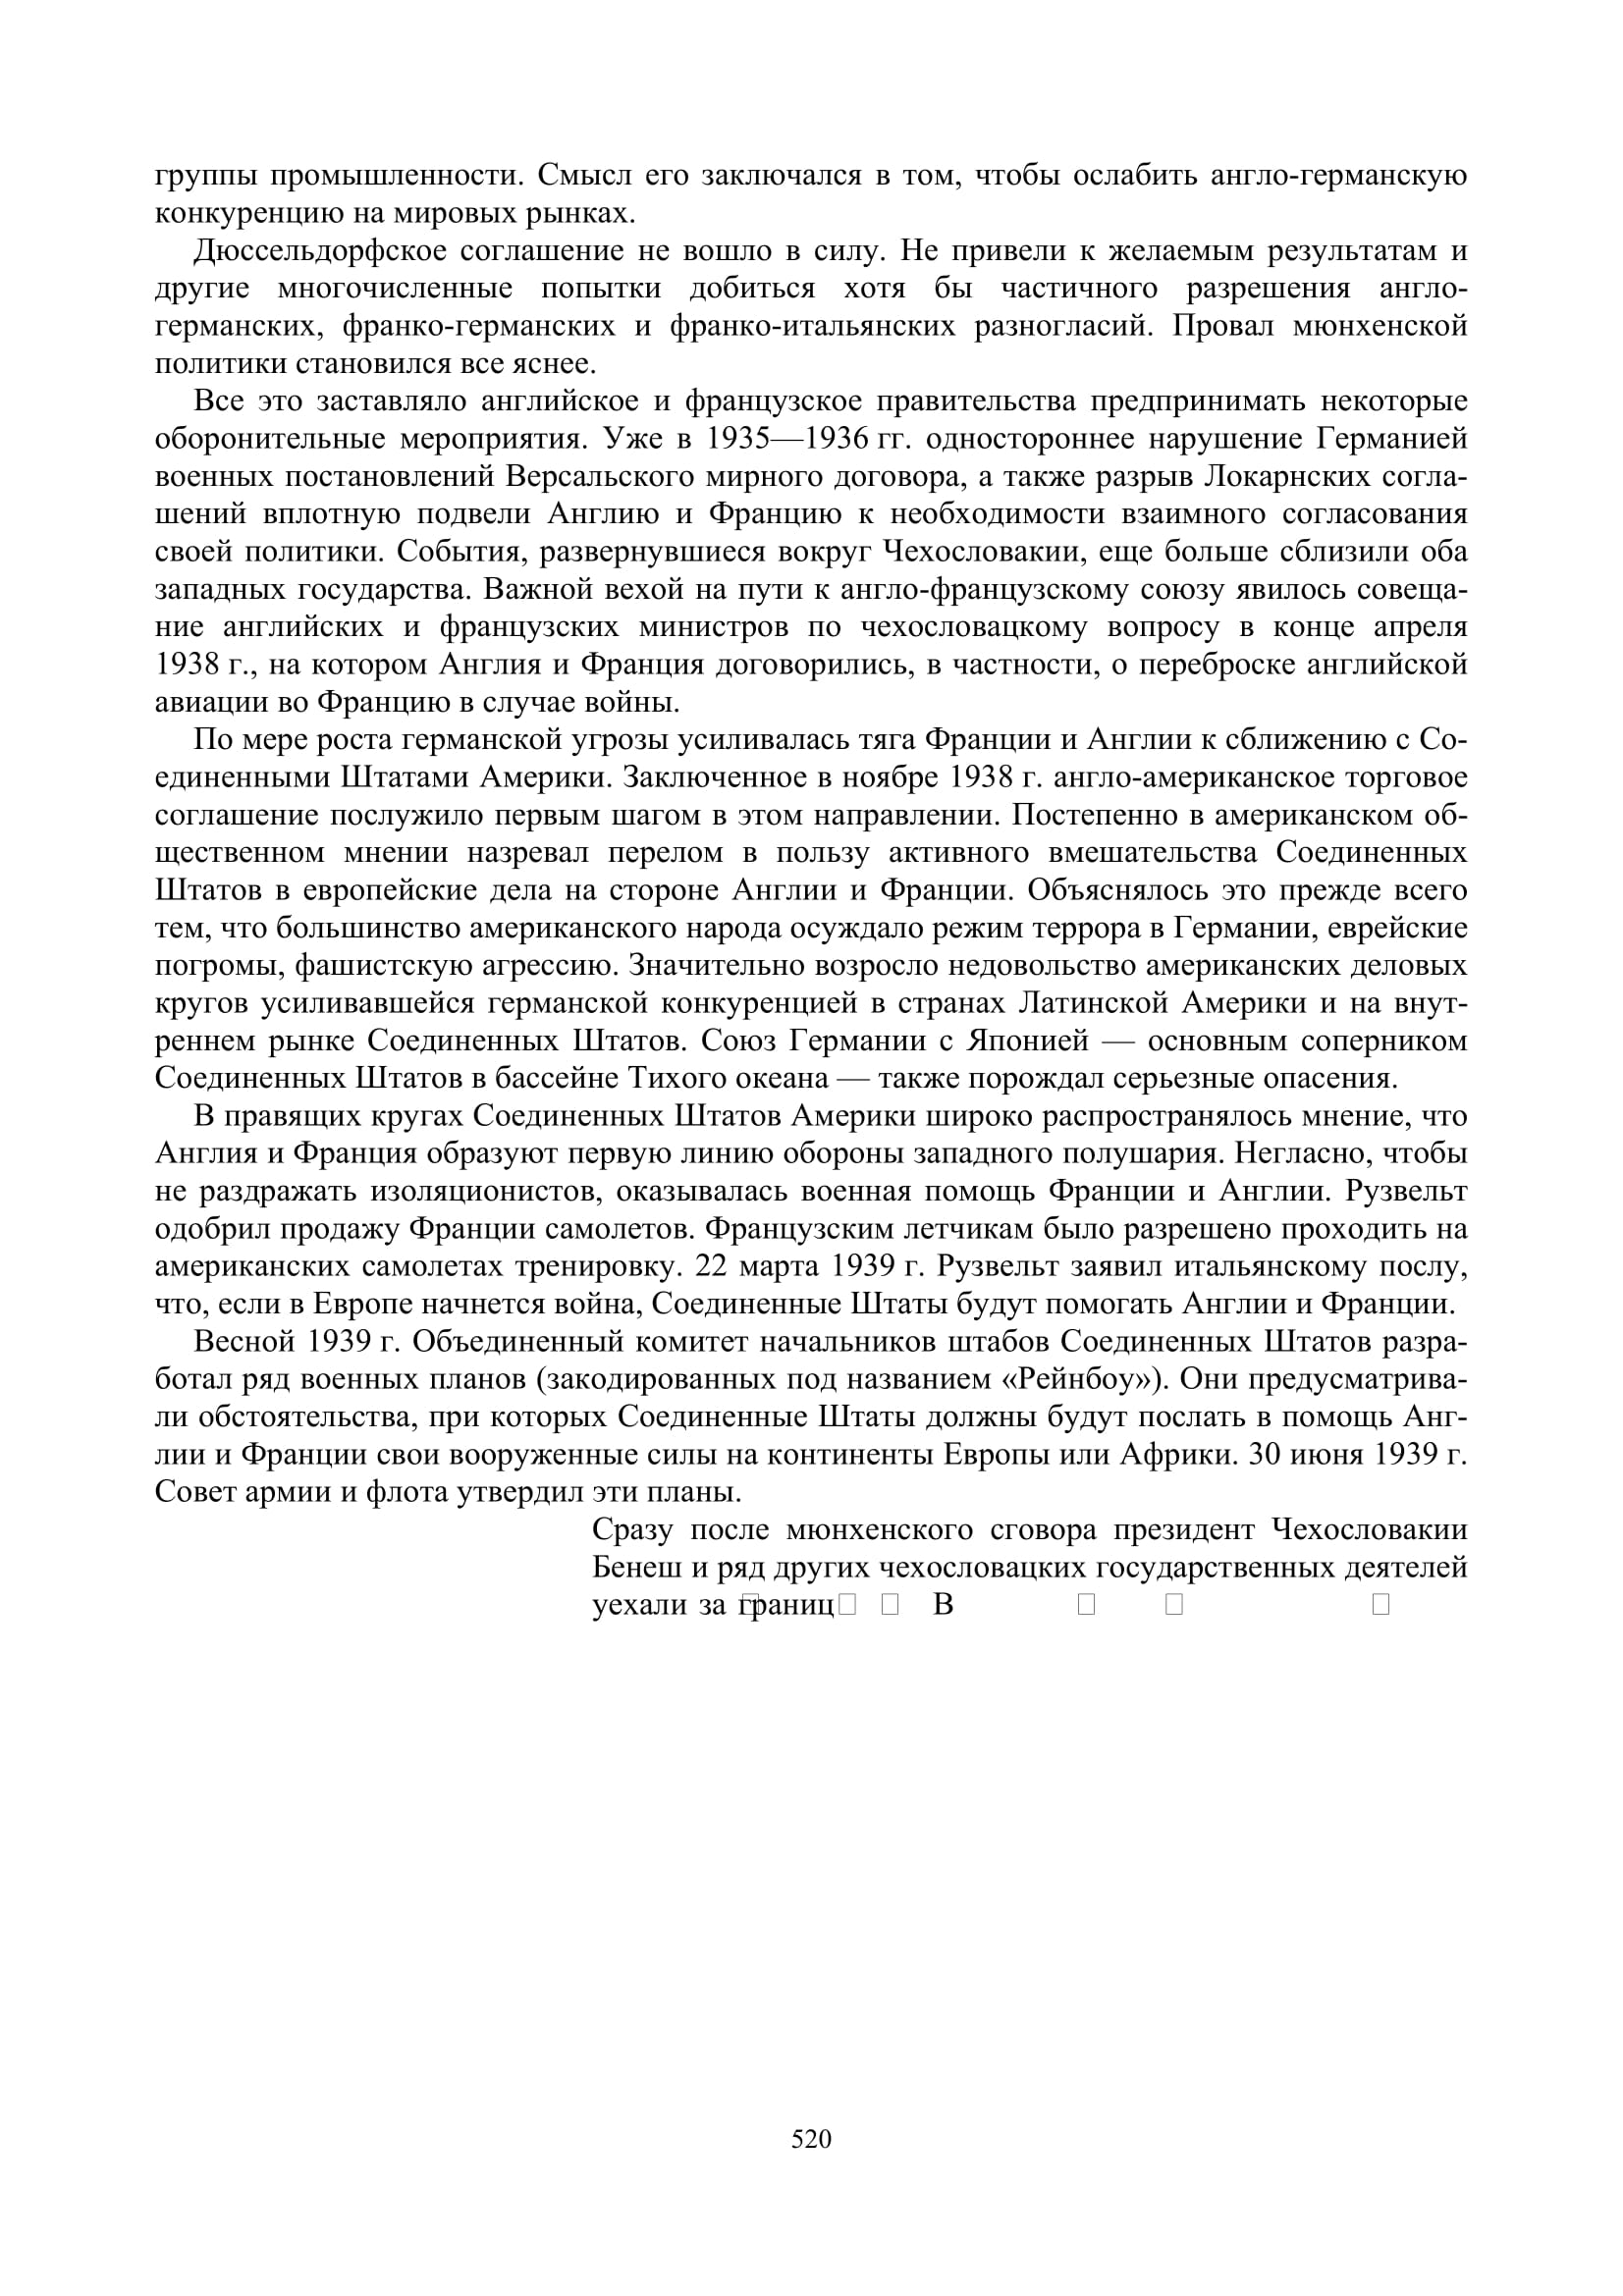 группы промышленности. Смысл его заключался в том, чтобы ослабить англо-германскую
конкуренцию на мировых рынках.
Дюссельдорфское соглашение не вошло в силу. Не привели к желаемым результатам и
другие многочисленные попытки добиться хотя бы частичного разрешения англо-
германских, франко-германских и франко-итальянских разногласий. Провал мюнхенской
политики становился все яснее.
Все это заставляло английское и французское правительства предпринимать некоторые
оборонительные мероприятия. Уже в 1935—1936 гг. одностороннее нарушение Германией
военных постановлений Версальского мирного договора, а также разрыв Локарнских согла-
шений вплотную подвели Англию и Францию к необходимости взаимного согласования
своей политики. События, развернувшиеся вокруг Чехословакии, еще больше сблизили оба
западных государства. Важной вехой на пути к англо-французскому союзу явилось совеща-
ние английских и французских министров по чехословацкому вопросу в конце апреля
1938 г., на котором Англия и Франция договорились, в частности, о переброске английской
авиации во Францию в случае войны.
По мере роста германской угрозы усиливалась тяга Франции и Англии к сближению с Со-
единенными Штатами Америки. Заключенное в ноябре 1938 г. англо-американское торговое
соглашение послужило первым шагом в этом направлении. Постепенно в американском об-
щественном мнении назревал перелом в пользу активного вмешательства Соединенных
Штатов в европейские дела на стороне Англии и Франции. Объяснялось это прежде всего
тем, что большинство американского народа осуждало режим террора в Германии, еврейские
погромы, фашистскую агрессию. Значительно возросло недовольство американских деловых
кругов усиливавшейся германской конкуренцией в странах Латинской Америки и на внут-
реннем рынке Соединенных Штатов. Союз Германии с Японией — основным соперником
Соединенных Штатов в бассейне Тихого океана — также порождал серьезные опасения.
В правящих кругах Соединенных Штатов Америки широко распространялось мнение, что
Англия и Франция образуют первую линию обороны западного полушария. Негласно, чтобы
не раздражать изоляционистов, оказывалась военная помощь Франции и Англии. Рузвельт
одобрил продажу Франции самолетов. Французским летчикам было разрешено проходить на
американских самолетах тренировку. 22 марта 1939 г. Рузвельт заявил итальянскому послу,
что, если в Европе начнется война, Соединенные Штаты будут помогать Англии и Франции.
Весной 1939 г. Объединенный комитет начальников штабов Соединенных Штатов разра-
ботал ряд военных планов (закодированных под названием «Рейнбоу»). Они предусматрива-
ли обстоятельства, при которых Соединенные Штаты должны будут послать в помощь Анг-
лии и Франции свои вооруженные силы на континенты Европы или Африки. 30 июня 1939 г.
Совет армии и флота утвердил эти планы.
Сразу после мюнхенского сговора президент Чехословакии
Бенеш и ряд других чехословацких государственных деятелей
уехали за границ В
520